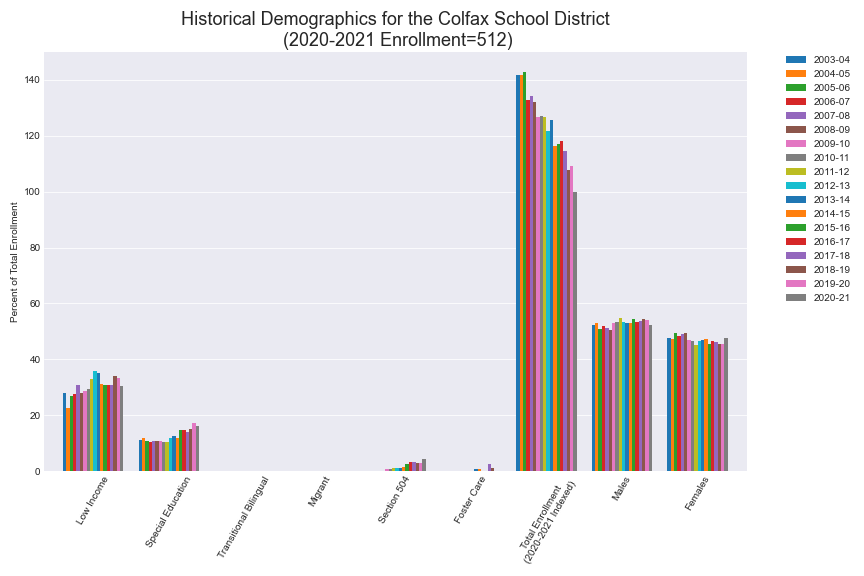 Historical Demographics for the Colfax School District
(2020-2021 Enrollment=512)
Percent of Total Enrollment
140
120
100
80
60
40
20
0
Low Income
Special Education
Transitional Bilingual
Migrant
Section 504
Foster Care
Total Enrollment
(2020-2021 Indexed)
Males
Females
2003-04
2004-05
2005-06
2006-07
2007-08
2008-09
2009-10
2010-11
2011-12
2012-13
2013-14
2014-15
2015-16
2016-17
2017-18
2018-19
2019-20
2020-21